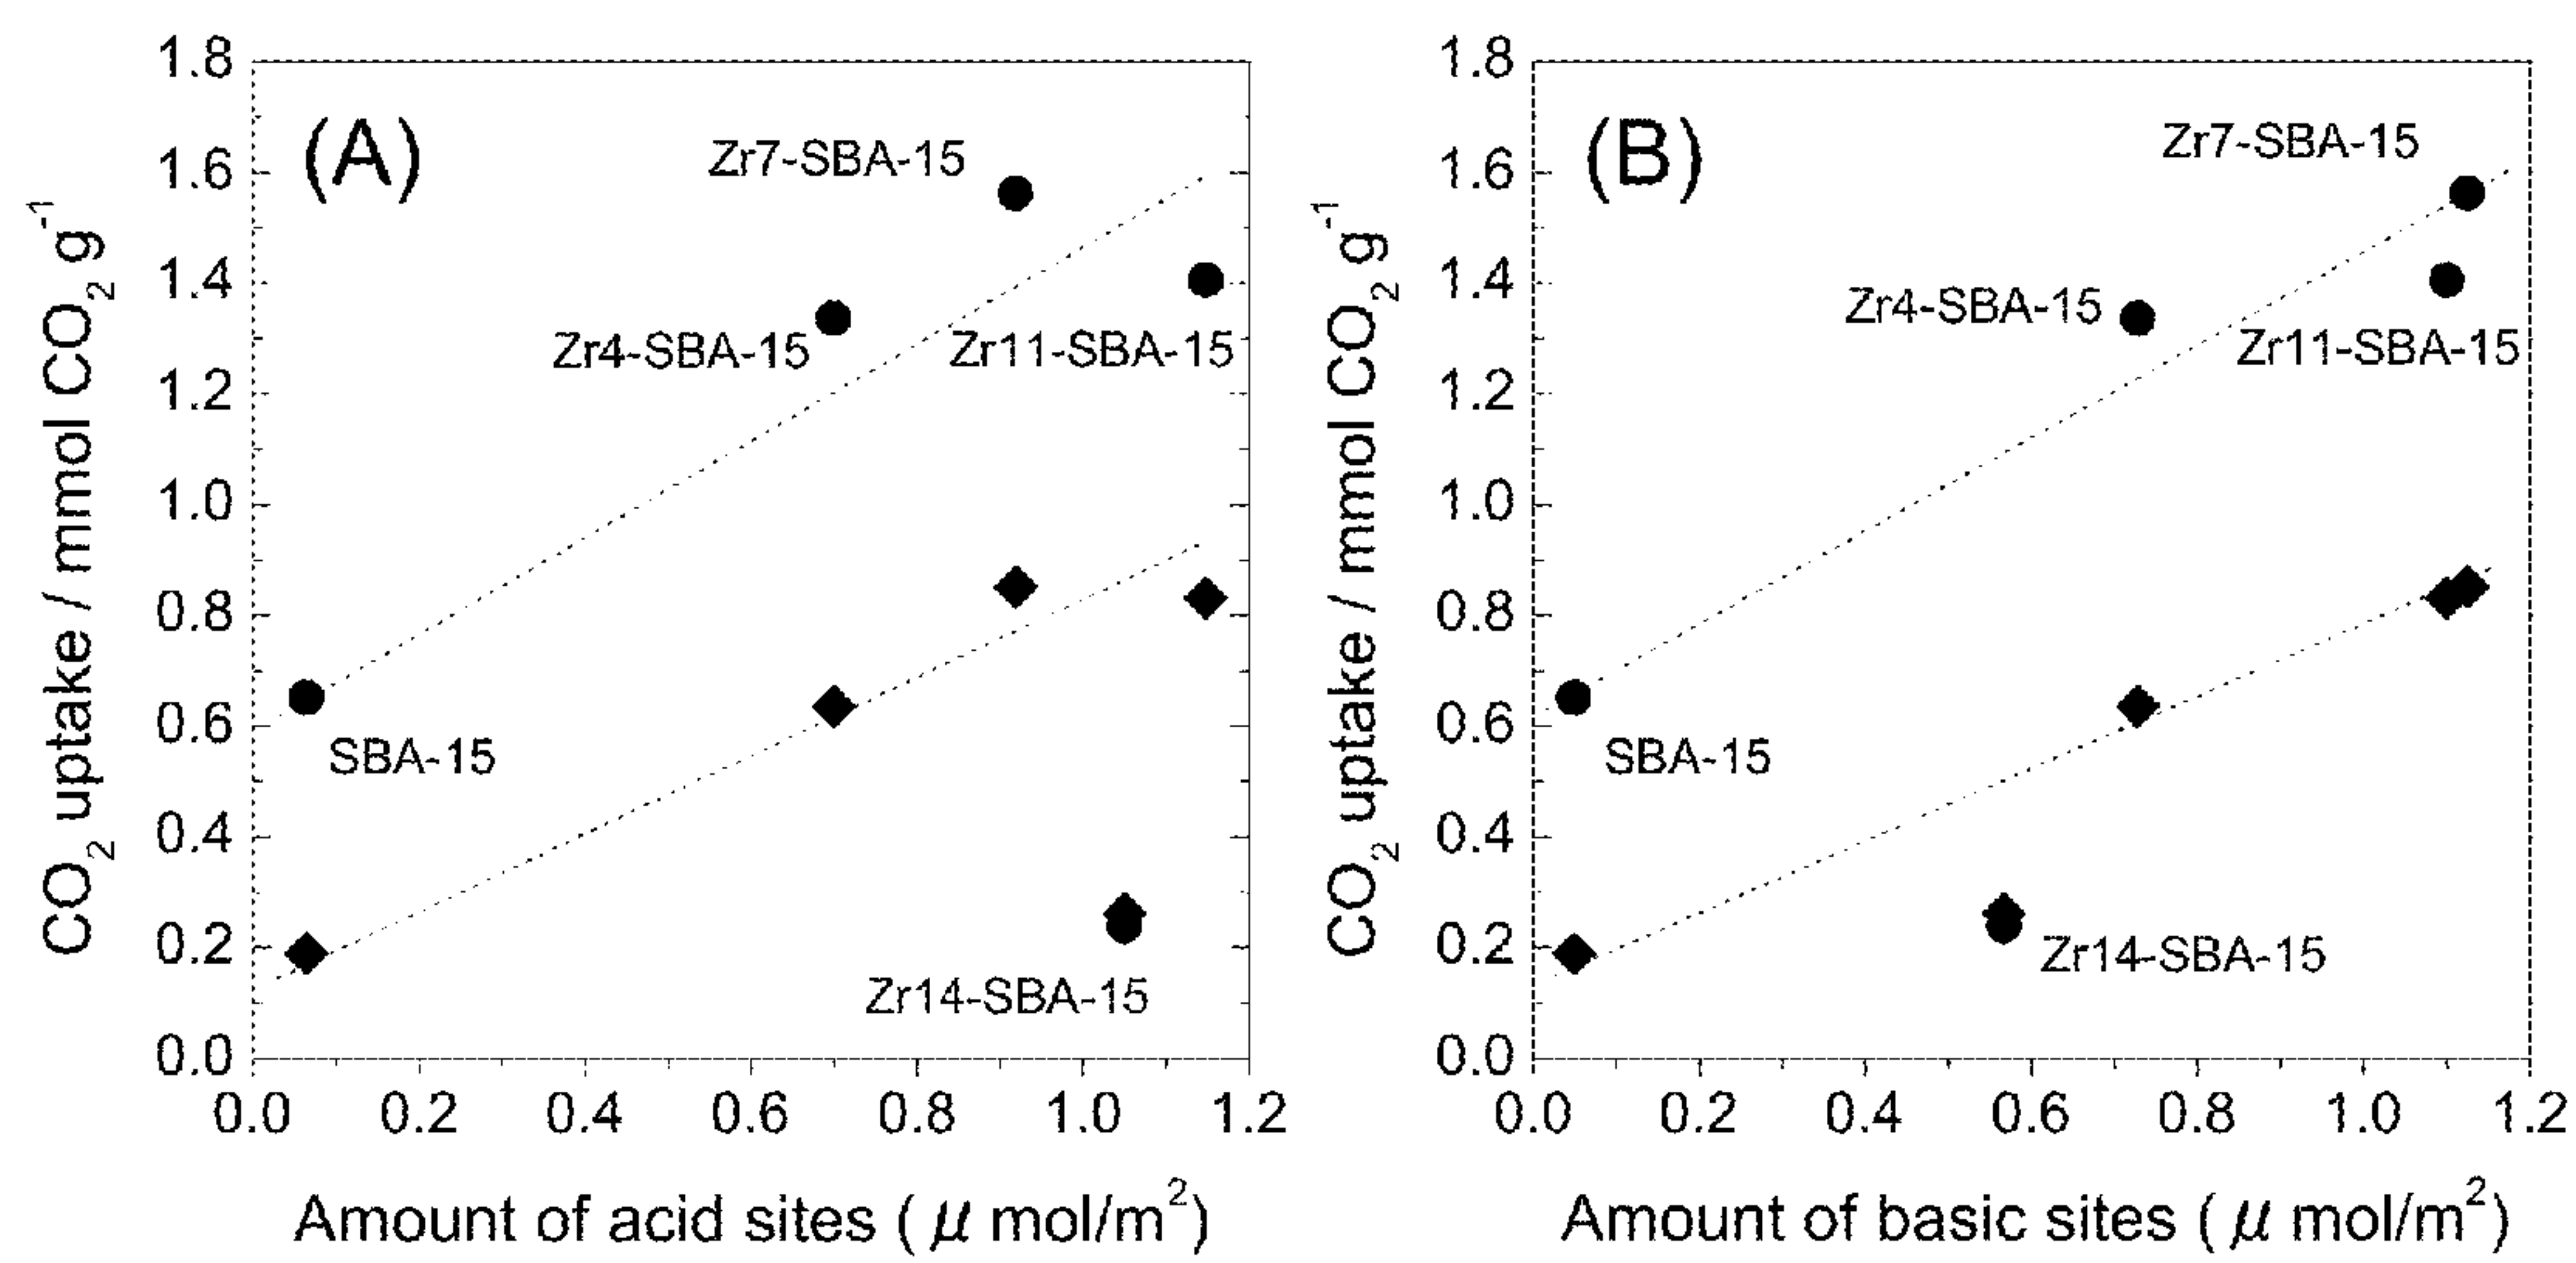 (A)
1.8
1.6
1.4
1.2
1.0
0.8
0.6
0.4
0.2
0.0
CO2 uptake / mmol CO2 g-1
Zr7-SBA-15
Zr4-SBA-15
Zr11-SBA-15
SBA-15
Zr14-SBA-15
0.0 0.2 0.4 0.6 0.8 1.0 1.2
Amount of acid sites ( μ mol/m2)
(B)
1.8
1.6
1.4
1.2
1.0
0.8
0.6
0.4
0.2
0.0
CO2 uptake / mmol CO2 g-1
Zr7-SBA-15
Zr4-SBA-15
Zr11-SBA-15
SBA-15
Zr14-SBA-15
0.0 0.2 0.4 0.6 0.8 1.0 1.2
Amount of basic sites ( μ mol/m2)